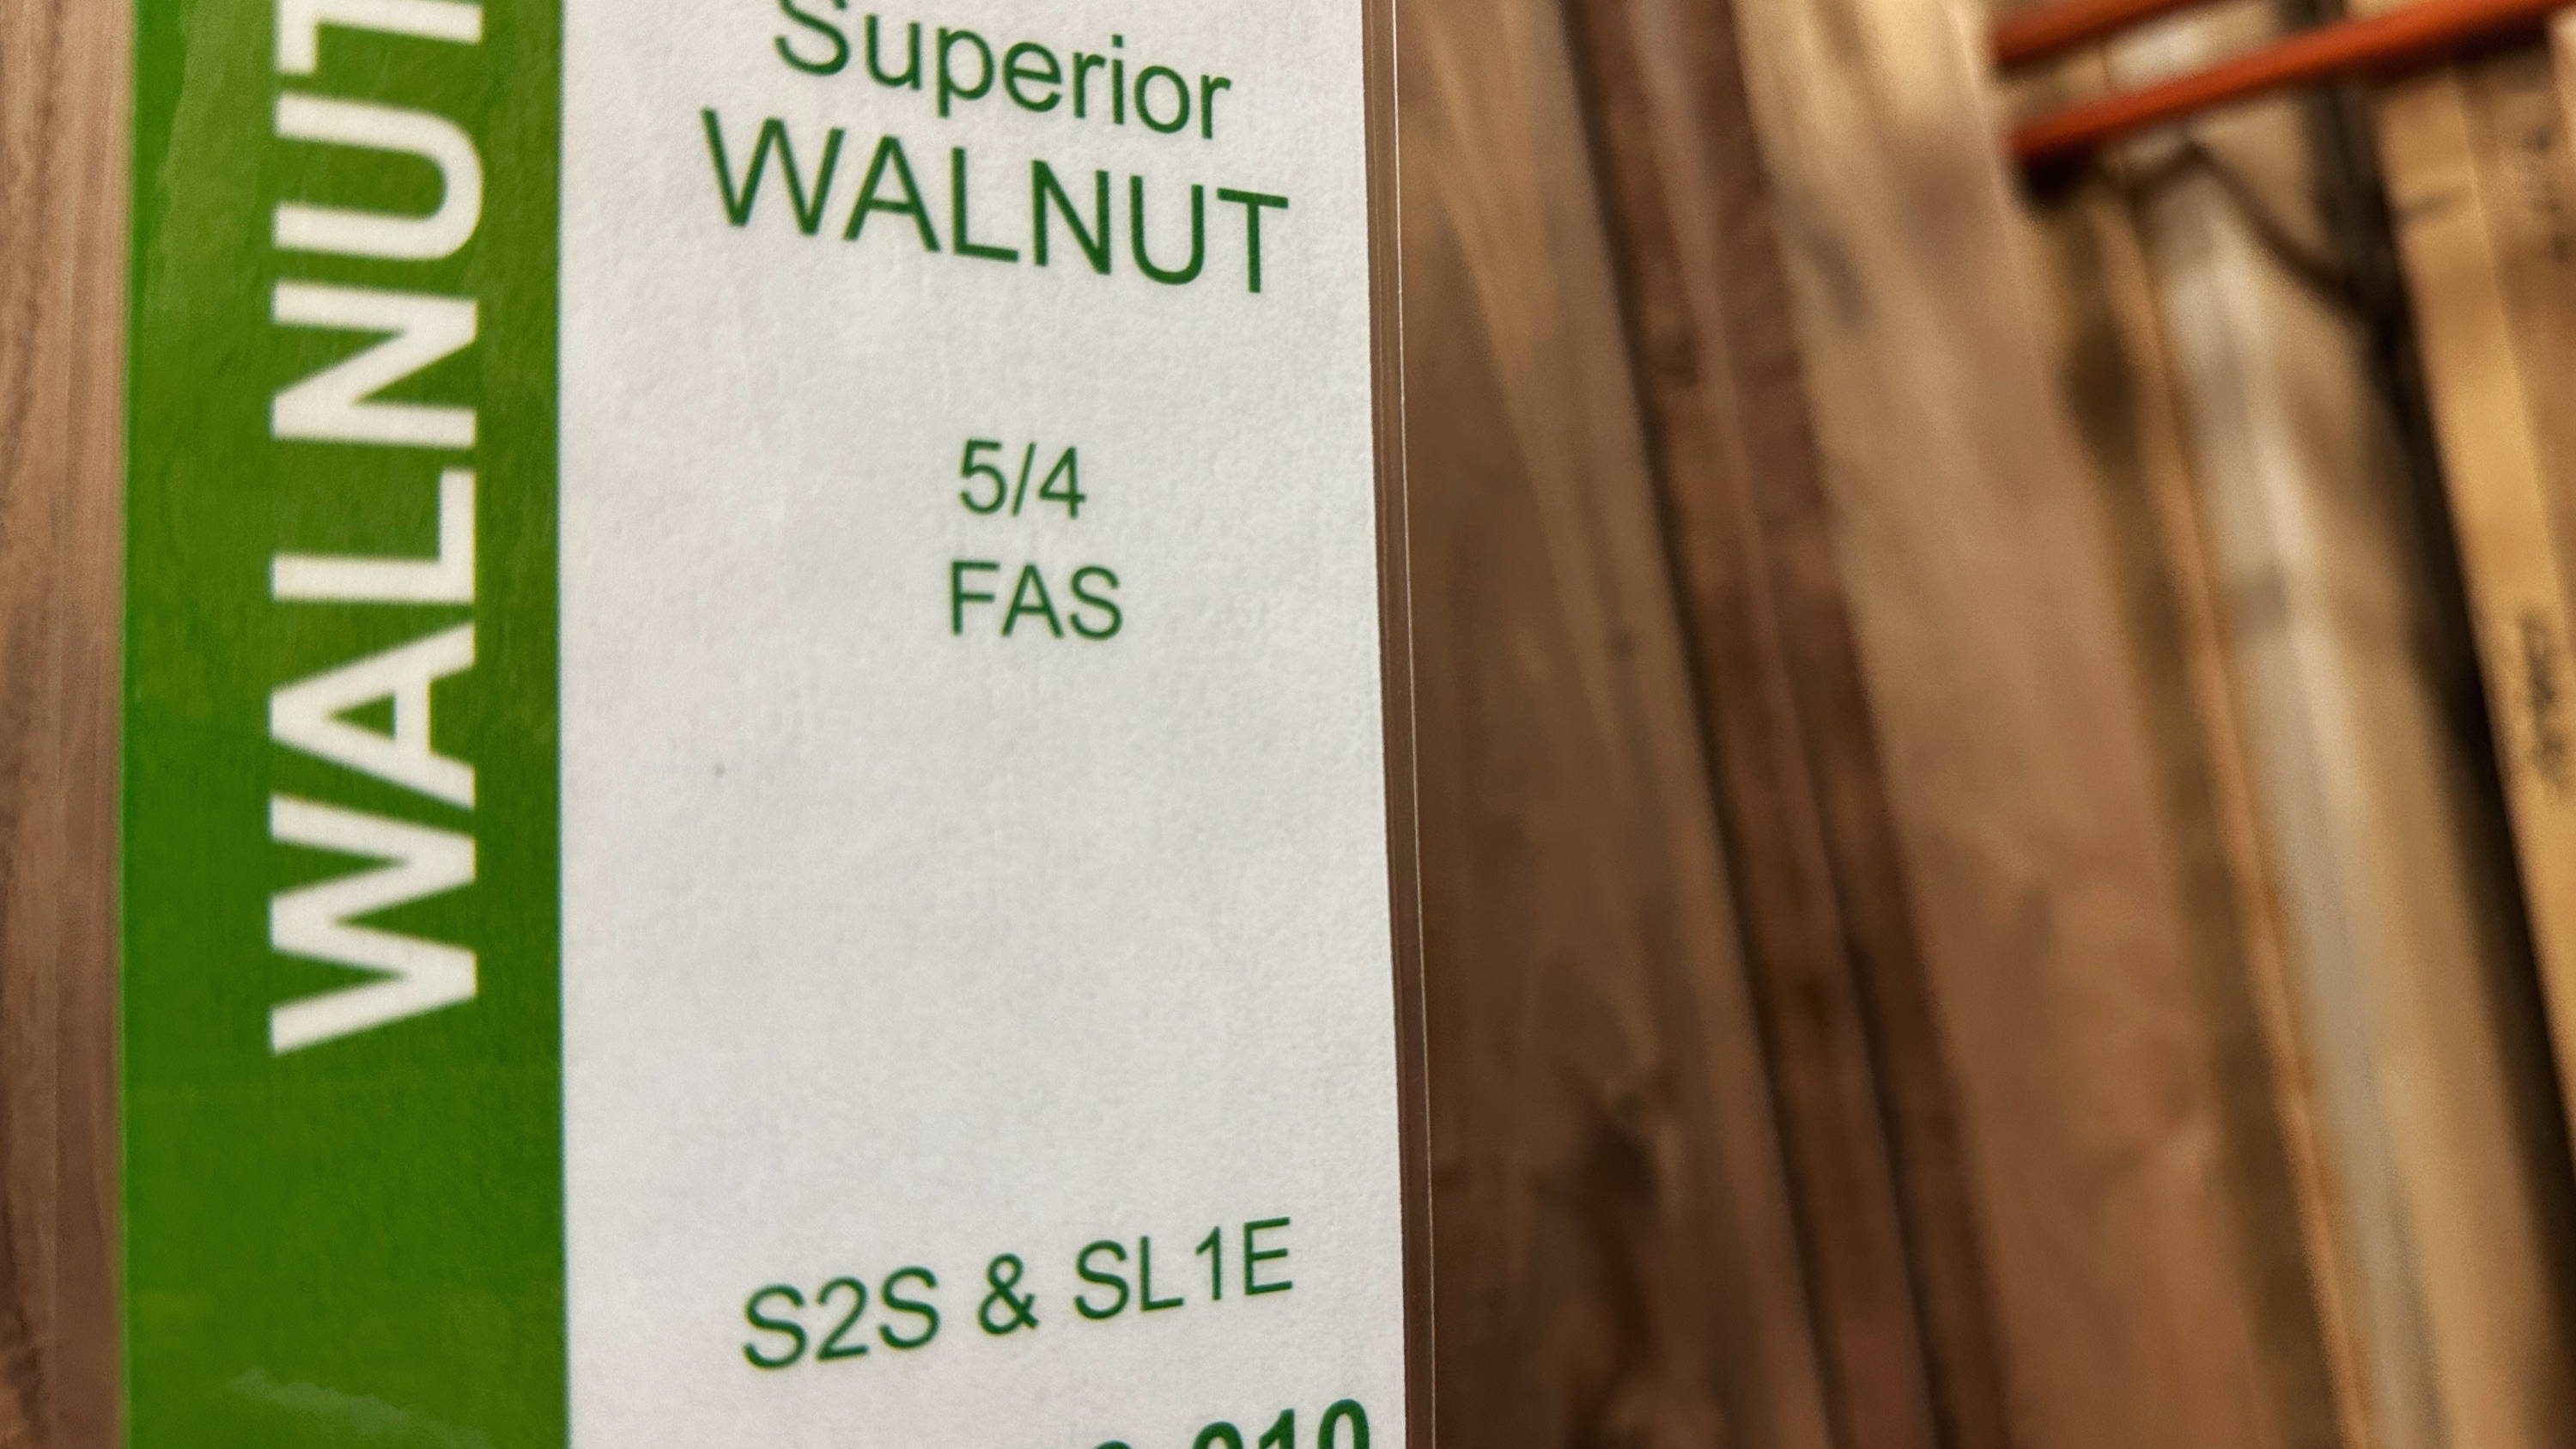 WALNUT
Superior
WALNUT
5/4
FAS
S2S & SL1E